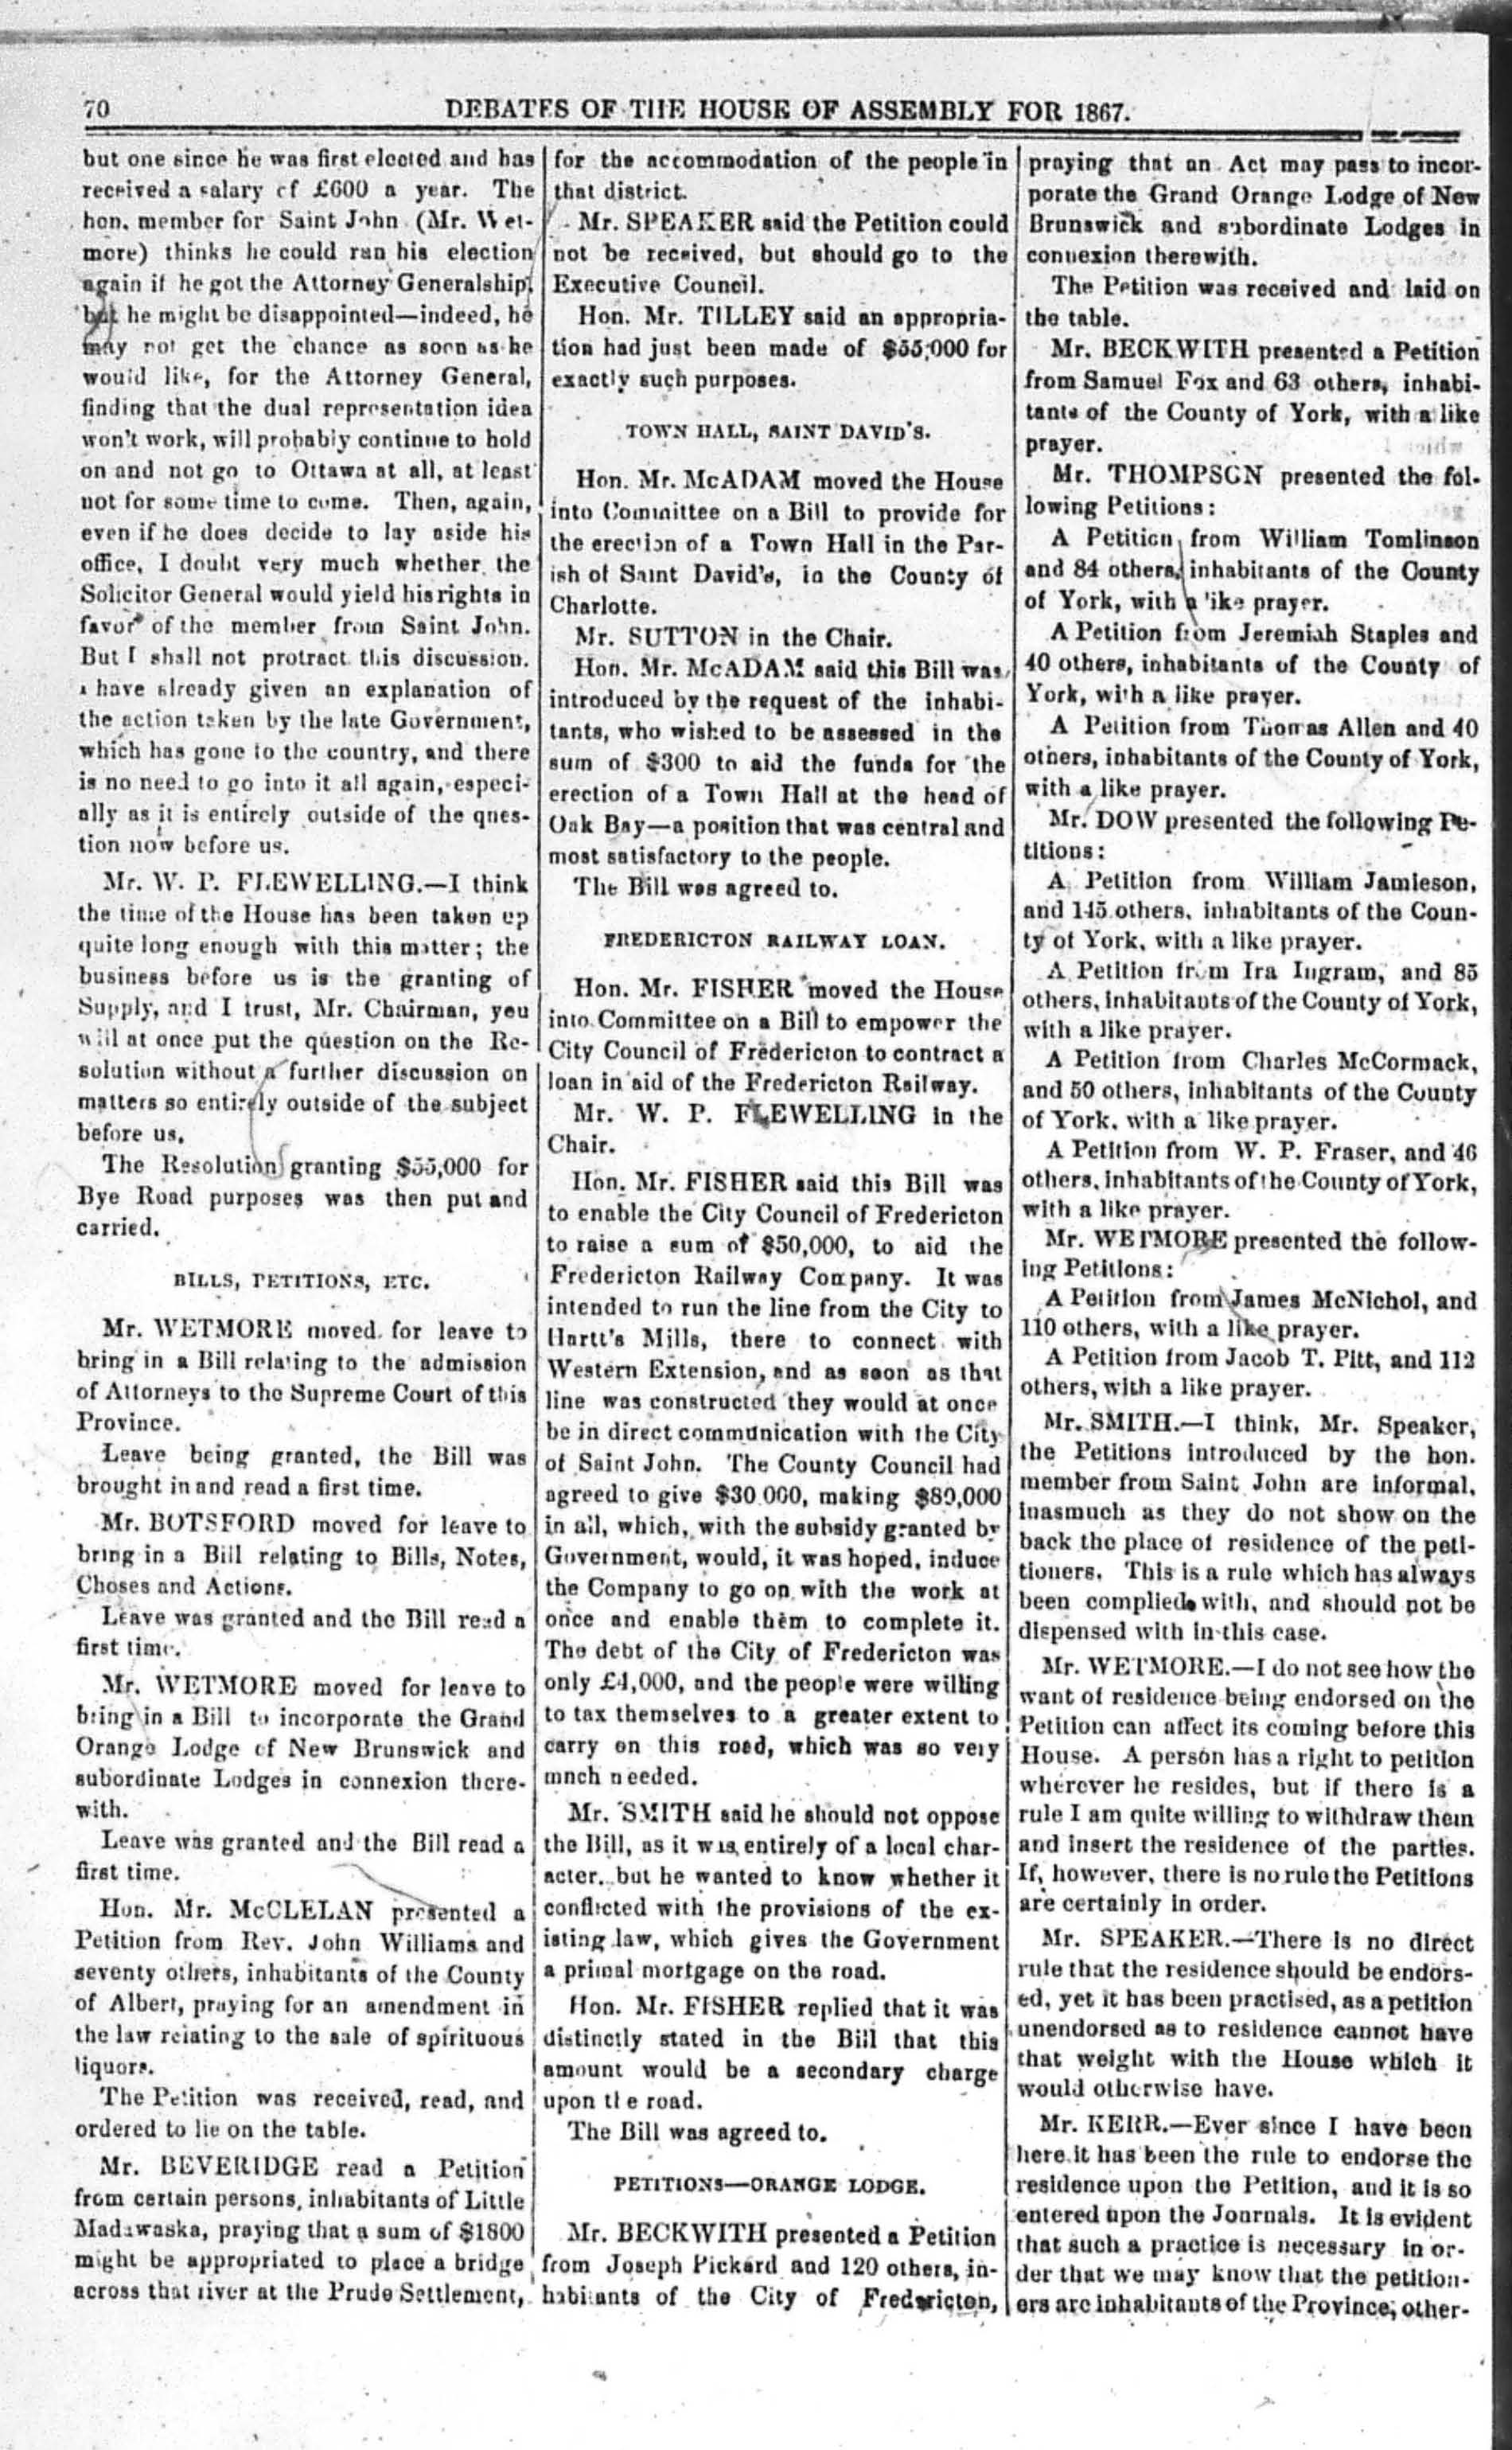 70
DEBATES OF THE HOUSE OF ASSEMBLY FOR 1867.
but one since he was first elected and has
received a salary of £600 a year. The
hon. member for Saint John (Mr. Wet-
more) thinks he could run his election
again if he got the Attorney Generalship;
but he might be disappointed—indeed, he
may not get the chance as soon as he
would like, for the Attorney General,
finding that the dual representation idea
won't work, will probably continue to hold
on and not go to Ottawa at all, at least
not for some time to come. Then, again,
even if he does decide to lay aside his
office, I doubt very much whether the
Solicitor General would yield his rights in
favor of the member from Saint John.
But I shall not protract this discussion.
I have already given an explanation of
the action taken by the late Government,
which has gone to the country, and there
is no need to go into it all again, especi-
ally as it is entirely outside of the ques-
tion now before us.
Mr. W. P. FLEWELLING.—I think
the time of the House has been taken up
quite long enough with this matter; the
business before us is the granting of
Supply, and I trust, Mr. Chairman, you
will at once put the question on the Re-
solution without a further discussion on
matters so entirely outside of the subject
before us.
The Resolution granting $55,000 for
Bye Road purposes was then put and
carried.
BILLS, PETITIONS, ETC.
Mr. WETMORE moved for leave to
bring in a Bill relating to the admission
of Attorneys to the Supreme Court of this
Province.
Leave being granted, the Bill was
brought in and read a first time.
Mr. BOTSFORD moved for leave to
bring in a Bill relating to Bills, Notes,
Choses and Actions.
Leave was granted and the Bill read a
first time.
Mr. WETMORE moved for leave to
bring in a Bill to incorporate the Grand
Orange Lodge of New Brunswick and
subordinate Lodges in connexion there-
with.
Leave was granted and the Bill read a
first time.
Hon. Mr. McCLELAN presented a
Petition from Rev. John Williams and
seventy others, inhabitants of the County
of Albert, praying for an amendment in
the law relating to the sale of spirituous
liquors.
The Petition was received, read, and
ordered to lie on the table.
Mr. BEVERIDGE read a Petition
from certain persons, inhabitants of Little
Madawaska, praying that a sum of $1800
might be appropriated to place a bridge
across that river at the Prude Settlement,
for the accommodation of the people in
that district.
Mr. SPEAKER said the Petition could
not be received, but should go to the
Executive Council.
Hon. Mr. TILLEY said an appropria-
tion had just been made of $55,000 for
exactly such purposes.
TOWN HALL, SAINT DAVID'S.
Hon. Mr. McADAM moved the House
into Committee on a Bill to provide for
the erection of a Town Hall in the Par-
ish of Saint David's, in the County of
Charlotte.
Mr. SUTTON in the Chair.
Hon. Mr. McADAM said this Bill was
introduced by the request of the inhabi-
tants, who wished to be assessed in the
sum of $300 to aid the funds for the
erection of a Town Hall at the head of
Oak Bay—a position that was central and
most satisfactory to the people.
The Bill was agreed to.
FREDERICTON RAILWAY LOAN.
Hon. Mr. FISHER moved the House
into Committee on a Bill to empower the
City Council of Fredericton to contract a
loan in aid of the Fredericton Railway.
Mr. W. P. FLEWELLING in the
Chair.
Hon. Mr. FISHER said this Bill was
to enable the City Council of Fredericton
to raise a sum of $50,000, to aid the
Fredericton Railway Company. It was
intended to run the line from the City to
Hartt's Mills, there to connect with
Western Extension, and as soon as that
line was constructed they would at once
be in direct communication with the City
of Saint John. The County Council had
agreed to give $30 000, making $80,000
in all, which, with the subsidy granted by
Government, would, it was hoped, induce
the Company to go on with the work at
once and enable them to complete it.
The debt of the City of Fredericton was
only £4,000, and the people were willing
to tax themselves to a greater extent to
carry on this road, which was so very
mnch needed.
Mr. SMITH said he should not oppose
the Bill, as it was entirely of a local char-
acter, but he wanted to know whether it
conflicted with the provisions of the ex-
isting law, which gives the Government
a primal mortgage on the road.
Hon. Mr. FISHER replied that it was
distinctly stated in the Bill that this
amount would be a secondary charge
upon the road.
The Bill was agreed to.
PETITIONS—ORANGE LODGE.
Mr. BECKWITH presented a Petition
from Joseph Pickard and 120 others, in-
habitants of the City of Fredericton,
praying that an Act may pass to incor-
porate the Grand Orange Lodge of New
Brunswick and subordinate Lodges in
connexion therewith.
The Petition was received and laid on
the table.
Mr. BECKWITH presented a Petition
from Samuel Fox and 63 others, inhabi-
tants of the County of York, with a like
prayer.
Mr. THOMPSON presented the fol-
lowing Petitions:
A Petition from William Tomlinson
and 84 others, inhabitants of the County
of York, with a like prayer.
A Petition from Jeremiah Staples and
40 others, inhabitants of the County of
York, with a like prayer.
A Petition from Thomas Allen and 40
others, inhabitants of the County of York,
with a like prayer.
Mr. DOW presented the following Pe-
titions:
A Petition from William Jamieson,
and 145 others, inhabitants of the Coun-
ty of York, with a like prayer.
A Petition from Ira Ingram, and 85
others, inhabitants of the County of York,
with a like prayer.
A Petition from Charles McCormack,
and 50 others, inhabitants of the County
of York, with a like prayer.
A Petition from W. P. Fraser, and 46
others, inhabitants of the County of York,
with a like prayer.
Mr. WETMORE presented the follow-
ing Petitions:
A Petition from James McNichol, and
110 others, with a like prayer.
A Petition from Jacob T. Pitt, and 112
others, with a like prayer.
Mr. SMITH.—I think, Mr. Speaker,
the Petitions introduced by the hon.
member from Saint John are informal,
inasmuch as they do not show on the
back the place of residence of the peti-
tioners. This is a rule which has always
been complied with, and should not be
dispensed with in this case.
Mr. WETMORE.—I do not see how the
want of residence being endorsed on the
Petition can affect its coming before this
House. A person has a right to petition
wherever he resides, but if there is a
rule I am quite willing to withdraw them
and insert the residence of the parties.
If, however, there is no rule the Petitions
are certainly in order.
Mr. SPEAKER.—There is no direct
rule that the residence should be endors-
ed, yet it has been practised, as a petition
unendorsed as to residence cannot have
that weight with the House which it
would otherwise have.
Mr. KERR.—Ever since I have been
here it has been the rule to endorse the
residence upon the Petition, and it is so
entered upon the Journals. It is evident
that such a practice is necessary in or-
der that we may know that the petition-
ers are inhabitants of the Province, other-